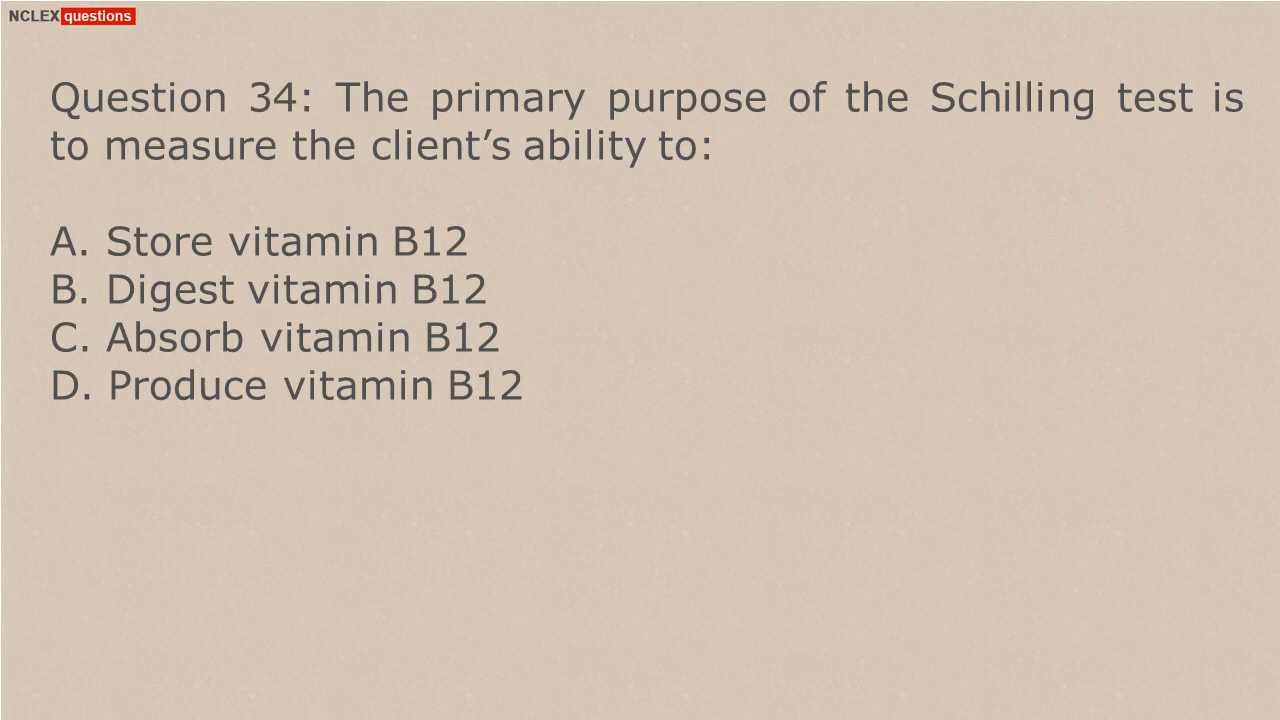 NCLEX questions
Question 34: The primary purpose of the Schilling test is
to measure the client’s ability to:
A. Store vitamin B12
B. Digest vitamin B12
C. Absorb vitamin B12
D. Produce vitamin B12